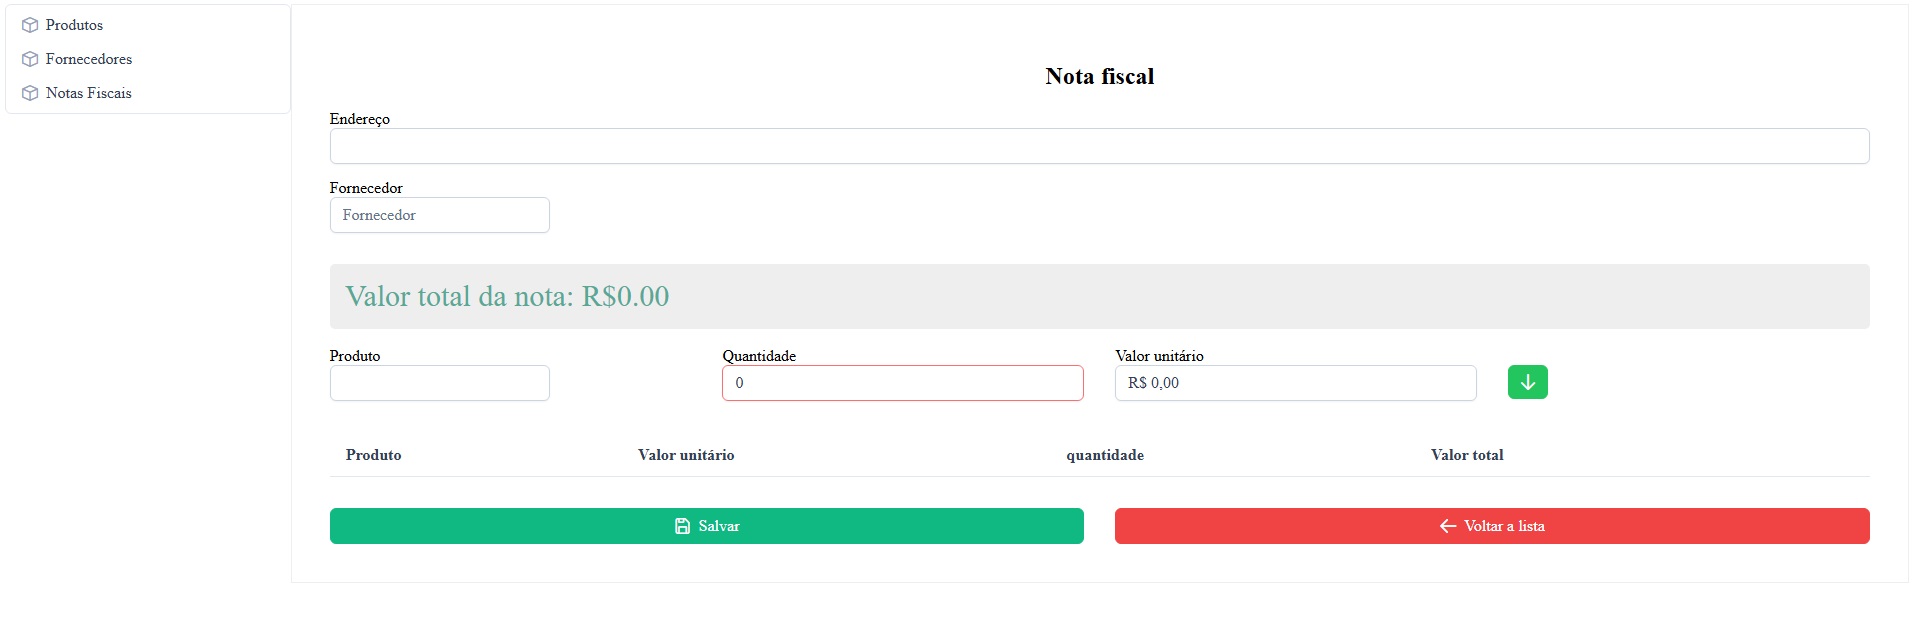 Produtos
Fornecedores
Notas Fiscais
Nota fiscal
Endereço
Fornecedor
Fornecedor
Valor total da nota: R$0.00
Produto Quantidade Valor unitário
0 R$ 0,00
Produto Valor unitário quantidade Valor total
Salvar Voltar a lista